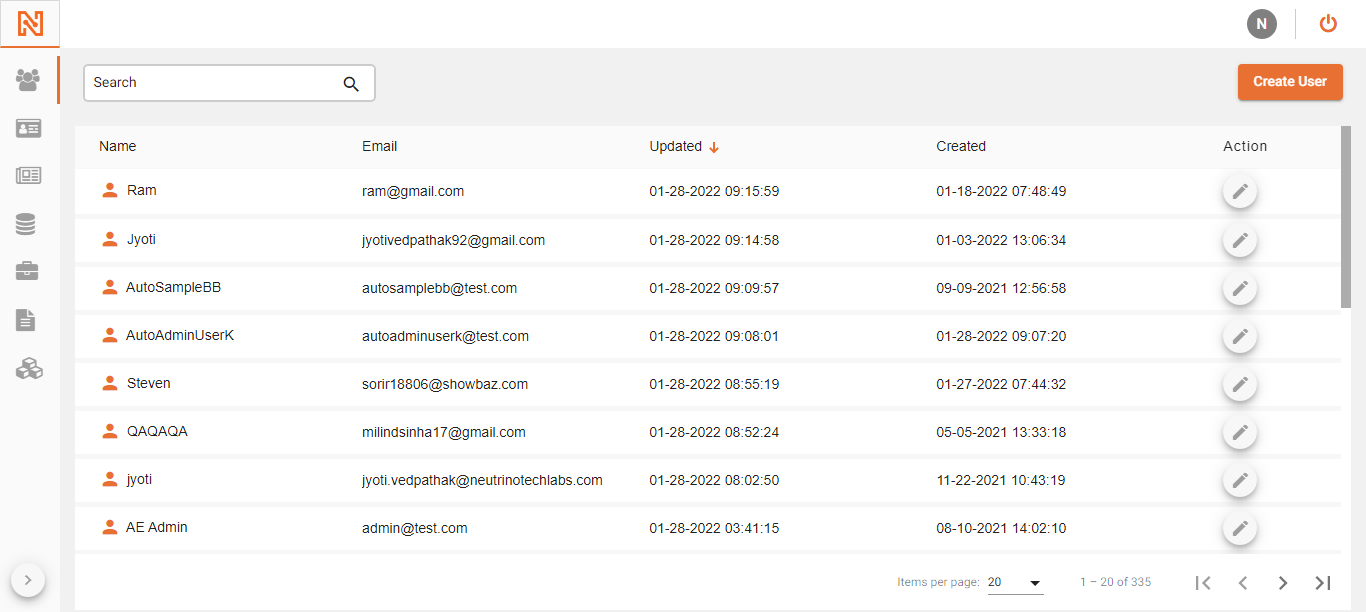 N
Search
Create User
Name Email Updated Created Action
Ram ram@gmail.com 01-28-2022 09:15:59 01-18-2022 07:48:49
Jyoti jyotivedpathak92@gmail.com 01-28-2022 09:14:58 01-03-2022 13:06:34
AutoSampleBB autosamplebb@test.com 01-28-2022 09:09:57 09-09-2021 12:56:58
AutoAdminUserK autoadminuserk@test.com 01-28-2022 09:08:01 01-28-2022 09:07:20
Steven sorir18806@showbaz.com 01-28-2022 08:55:19 01-27-2022 07:44:32
QAQAQA milindsinha17@gmail.com 01-28-2022 08:52:24 05-05-2021 13:33:18
jyoti jyoti.vedpathak@neutrinotechlabs.com 01-28-2022 08:02:50 11-22-2021 10:43:19
AE Admin admin@test.com 01-28-2022 03:41:15 08-10-2021 14:02:10
Items per page: 20 1 – 20 of 335